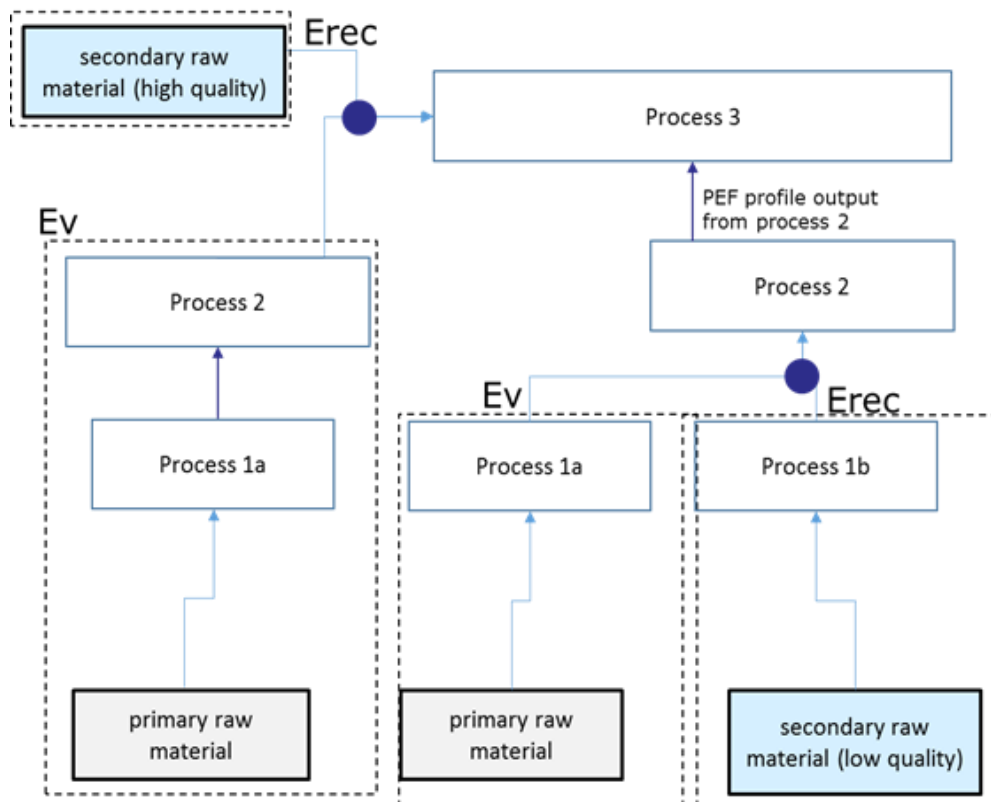 secondary raw
material (high quality)
Erec
Process 3
PEF profile output
from process 2
Ev
Process 2
Process 2
Ev
Erec
Process 1a
Process 1a
Process 1b
primary raw
material
primary raw
material
secondary raw
material (low quality)